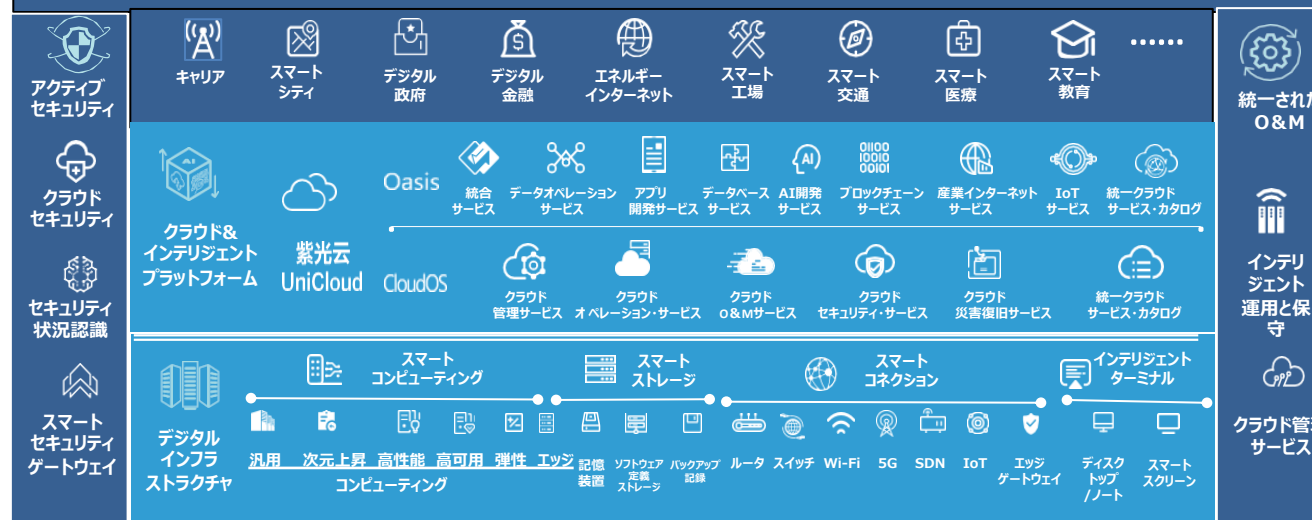 アクティブ
セキュリティ
クラウド
セキュリティ
セキュリティ
状況認識
スマート
セキュリティ
ゲートウェイ
キャリア
スマート
シティ
デジタル
政府
デジタル
金融
エネルギー
インターネット
スマート
工場
スマート
交通
スマート
医療
スマート
教育
……
AI
クラウド&
インテリジェント
プラットフォーム
紫光云
UniCloud
Oasis
統合
サービス
データオペレーション
サービス
アプリ
開発サービス
データベース
サービス
AI
AI開発
サービス
01100
10010
00101
ブロックチェーン
サービス
産業インターネット
サービス
IoT
サービス
統一クラウド
サービス・カタログ
CloudOS
クラウド
管理サービス
クラウド
オペレーション・サービス
クラウド
O&Mサービス
クラウド
セキュリティ・サービス
クラウド
災害復旧サービス
統一クラウド
サービス・カタログ
デジタル
インフラ
ストラクチャ
スマート
コンピューティング
汎用 次元上昇 高性能 高可用 弾性 エッジ
コンピューティング
スマート
ストレージ
記憶
装置
ソフトウェア
定義
ストレージ
バックアップ
記録
スマート
コネクション
ルータ
スイッチ
Wi-Fi
5G
SDN
IoT
エッジ
ゲートウェイ
インテリジェント
ターミナル
ディスク
トップ
/ノート
スマート
スクリーン
統一された
O&M
インテリ
ジェント
運用と保
守
クラウド管
サービス